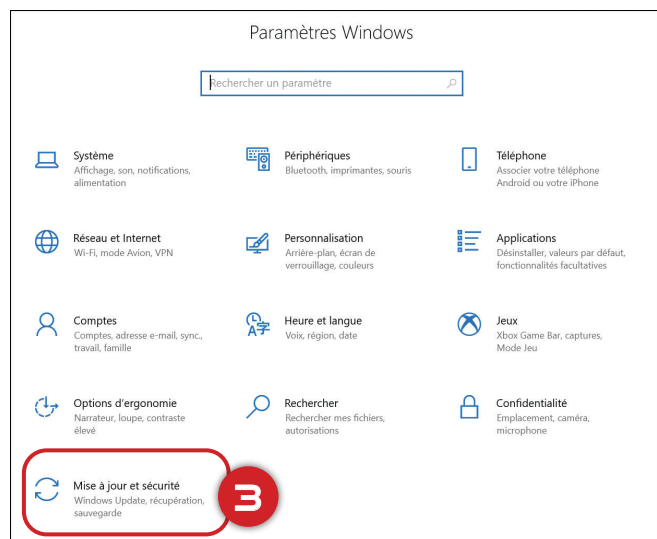 Paramètres Windows
Rechercher un paramètre
Système
Affichage, son, notifications,
alimentation
Périphériques
Bluetooth, imprimantes, souris
Téléphone
Associer votre téléphone
Android ou votre iPhone
Réseau et Internet
Wi-Fi, mode Avion, VPN
Personnalisation
Arrière-plan, écran de
verrouillage, couleurs
Applications
Désinstaller, valeurs par défaut,
fonctionnalités facultatives
Comptes
Comptes, adresse e-mail, sync.,
travail, famille
Heure et langue
Voix, région, date
Jeux
Xbox Game Bar, captures,
Mode Jeu
Options d'ergonomie
Narrateur, loupe, contraste
élevé
Rechercher
Rechercher mes fichiers,
autorisations
Confidentialité
Emplacement, caméra,
microphone
Mise à jour et sécurité
Windows Update, récupération,
sauvegarde
3